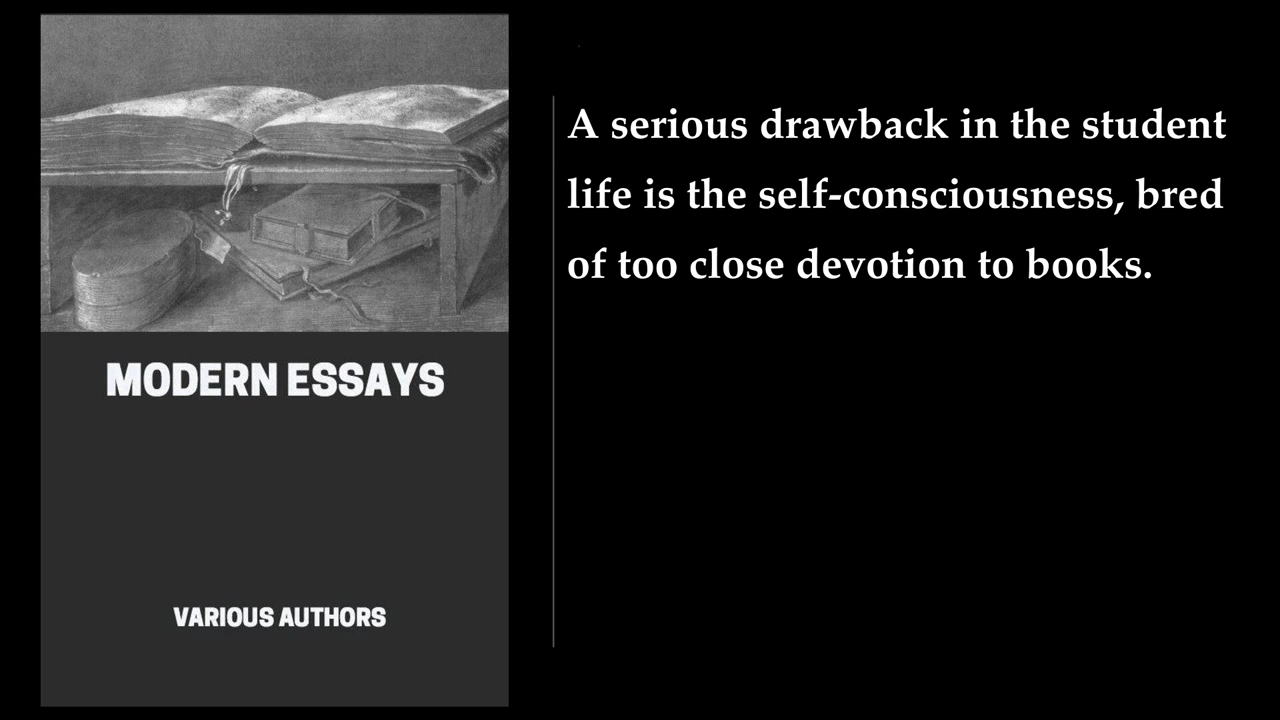 MODERN ESSAYS
VARIOUS AUTHORS
A serious drawback in the student
life is the self-consciousness, bred
of too close devotion to books.